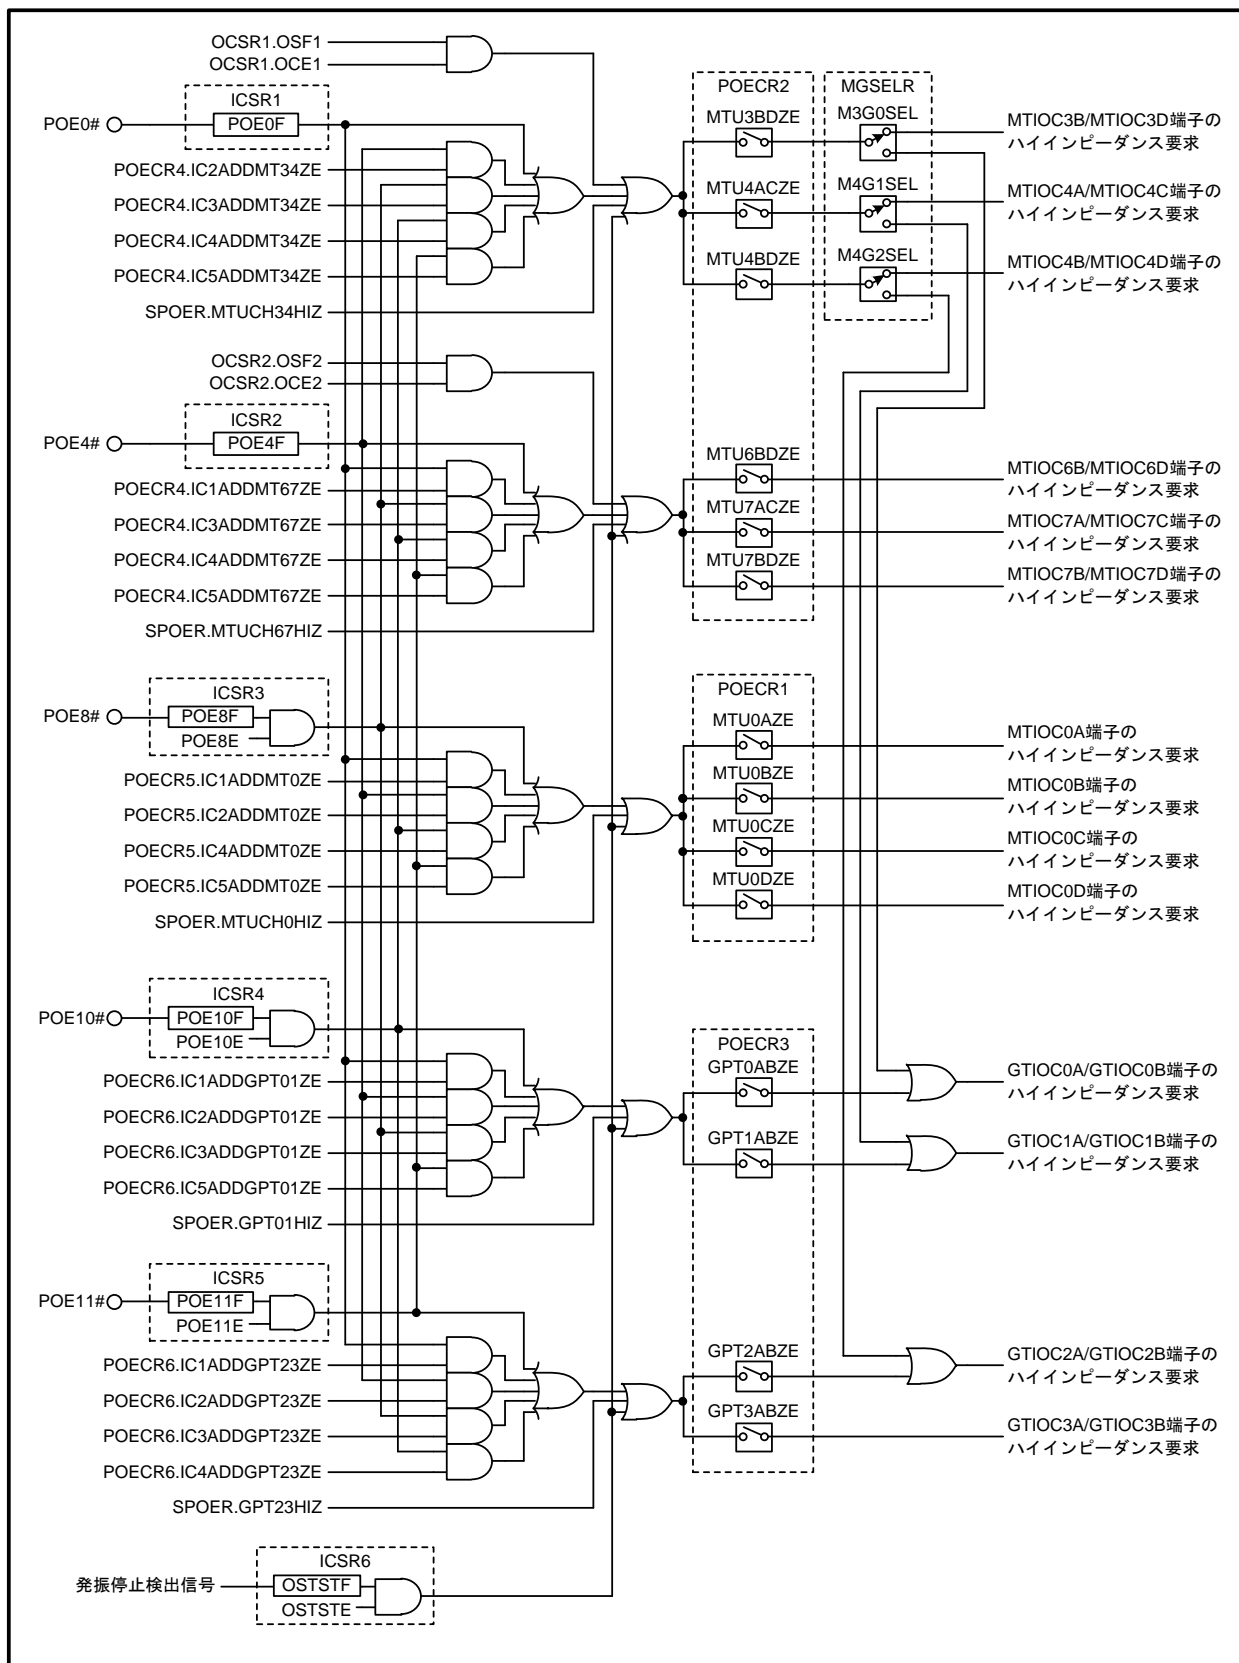 OCSR1.OSF1
OCSR1.OCE1
ICSR1
POE0#
POE0F
POECR4.IC2ADDMT34ZE
POECR4.IC3ADDMT34ZE
POECR4.IC4ADDMT34ZE
POECR4.IC5ADDMT34ZE
SPOER.MTUCH34HIZ
POECR2
MTU3BDZE
MTU4ACZE
MTU4BDZE
MGSELR
M3G0SEL
M4G1SEL
M4G2SEL
MTIOC3B/MTIOC3D端子の
ハイインピーダンス要求
MTIOC4A/MTIOC4C端子の
ハイインピーダンス要求
MTIOC4B/MTIOC4D端子の
ハイインピーダンス要求
OCSR2.OSF2
OCSR2.OCE2
ICSR2
POE4#
POE4F
POECR4.IC1ADDMT67ZE
POECR4.IC3ADDMT67ZE
POECR4.IC4ADDMT67ZE
POECR4.IC5ADDMT67ZE
SPOER.MTUCH67HIZ
MTU6BDZE
MTU7ACZE
MTU7BDZE
MTIOC6B/MTIOC6D端子の
ハイインピーダンス要求
MTIOC7A/MTIOC7C端子の
ハイインピーダンス要求
MTIOC7B/MTIOC7D端子の
ハイインピーダンス要求
ICSR3
POE8#
POE8F
POE8E
POECR5.IC1ADDMT0ZE
POECR5.IC2ADDMT0ZE
POECR5.IC4ADDMT0ZE
POECR5.IC5ADDMT0ZE
SPOER.MTUCH0HIZ
POECR1
MTU0AZE
MTU0BZE
MTU0CZE
MTU0DZE
MTIOC0A端子の
ハイインピーダンス要求
MTIOC0B端子の
ハイインピーダンス要求
MTIOC0C端子の
ハイインピーダンス要求
MTIOC0D端子の
ハイインピーダンス要求
ICSR4
POE10#
POE10F
POE10E
POECR6.IC1ADDGPT01ZE
POECR6.IC2ADDGPT01ZE
POECR6.IC3ADDGPT01ZE
POECR6.IC5ADDGPT01ZE
SPOER.GPT01HIZ
POECR3
GPT0ABZE
GPT1ABZE
GTIOC0A/GTIOC0B端子の
ハイインピーダンス要求
GTIOC1A/GTIOC1B端子の
ハイインピーダンス要求
ICSR5
POE11#
POE11F
POE11E
POECR6.IC1ADDGPT23ZE
POECR6.IC2ADDGPT23ZE
POECR6.IC3ADDGPT23ZE
POECR6.IC4ADDGPT23ZE
SPOER.GPT23HIZ
GPT2ABZE
GPT3ABZE
GTIOC2A/GTIOC2B端子の
ハイインピーダンス要求
GTIOC3A/GTIOC3B端子の
ハイインピーダンス要求
ICSR6
発振停止検出信号
OSTSTF
OSTSTE